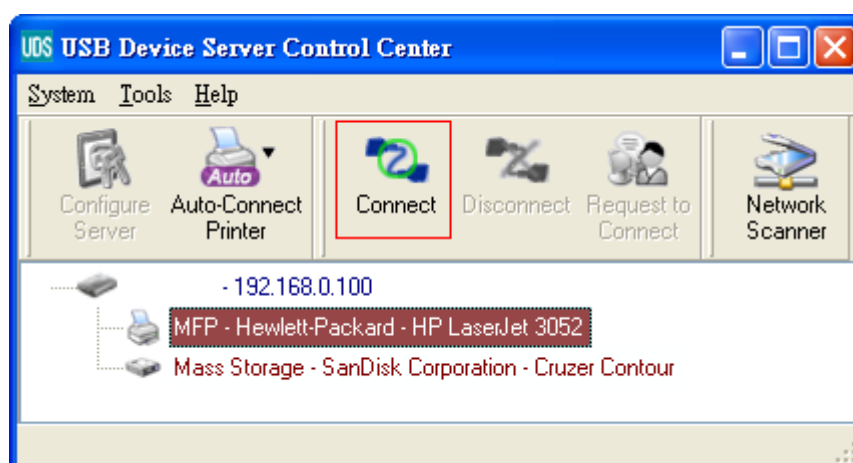 UDS USB Device Server Control Center
System Tools Help
Auto
Configure Server
Auto-Connect Printer
Connect
Disconnect
Request to Connect
Network Scanner
- 192.168.0.100
MFP - Hewlett-Packard - HP LaserJet 3052
Mass Storage - SanDisk Corporation - Cruzer Contour